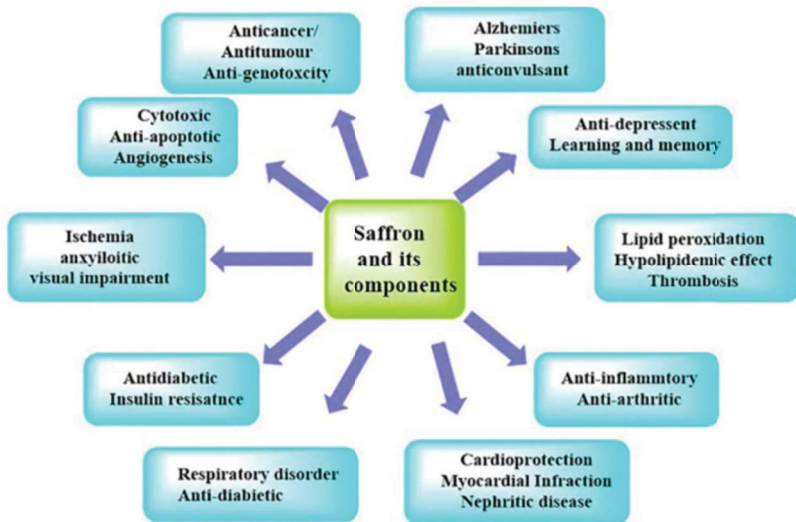 Anticancer/
Antitumour
Anti-genotoxcity
Alzhemiers
Parkinsons
anticonvulsant
Cytotoxic
Anti-apoptotic
Angiogenesis
Anti-depressent
Learning and memory
Ischemia
anxyiloitic
visual impairment
Saffron
and its
components
Lipid peroxidation
Hypolipidemic effect
Thrombosis
Antidiabetic
Insulin resisatnce
Anti-inflammtory
Anti-arthritic
Respiratory disorder
Anti-diabietic
Cardioprotection
Myocardial Infraction
Nephritic disease